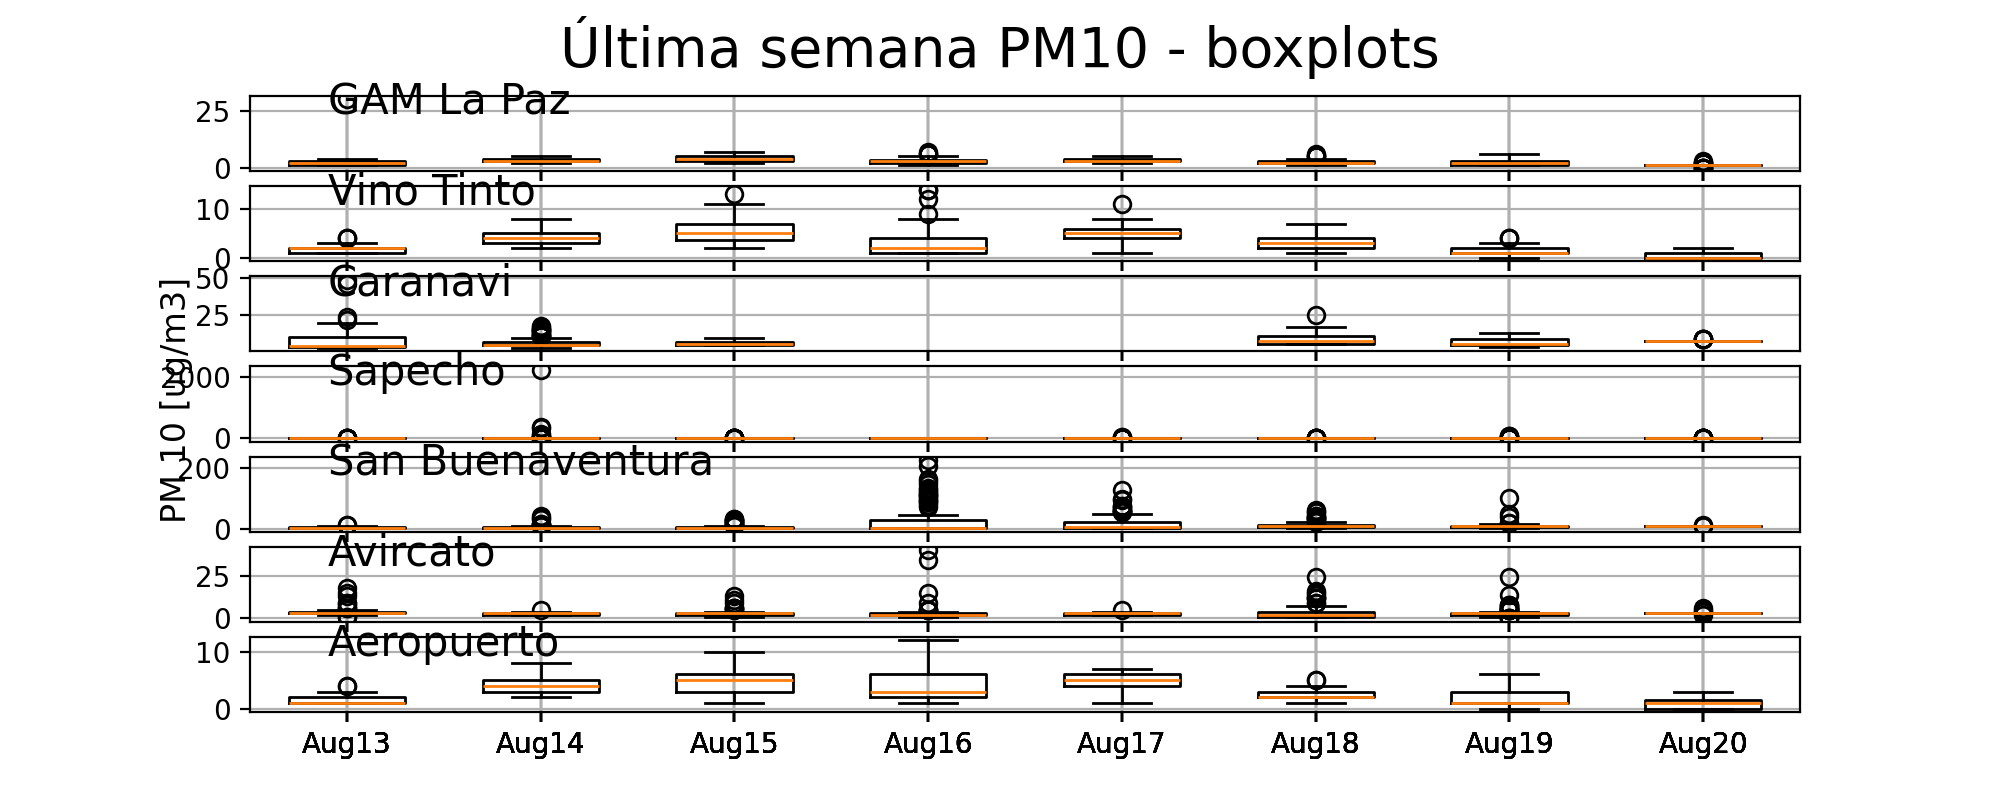 Última semana PM10 - boxplots
GAM La Paz
25
0
Vino Tinto
10
0
Caranavi
50
25
Sapecho
2000
0
San Buenaventura
200
0
Avircato
25
0
Aeropuerto
10
0
PM 10 [ug/m3]
Aug13 Aug14 Aug15 Aug16 Aug17 Aug18 Aug19 Aug20